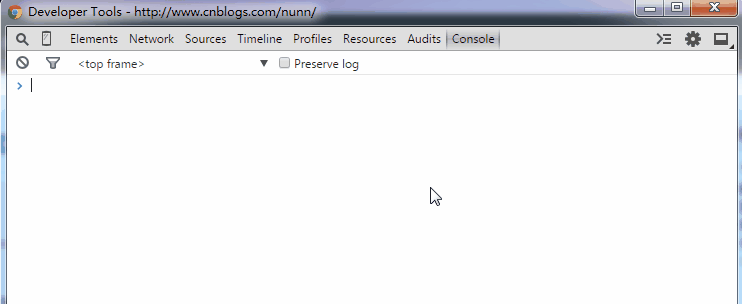 Developer Tools - http://www.cnblogs.com/nunn/
Elements Network Sources Timeline Profiles Resources Audits Console
<top frame> Preserve log